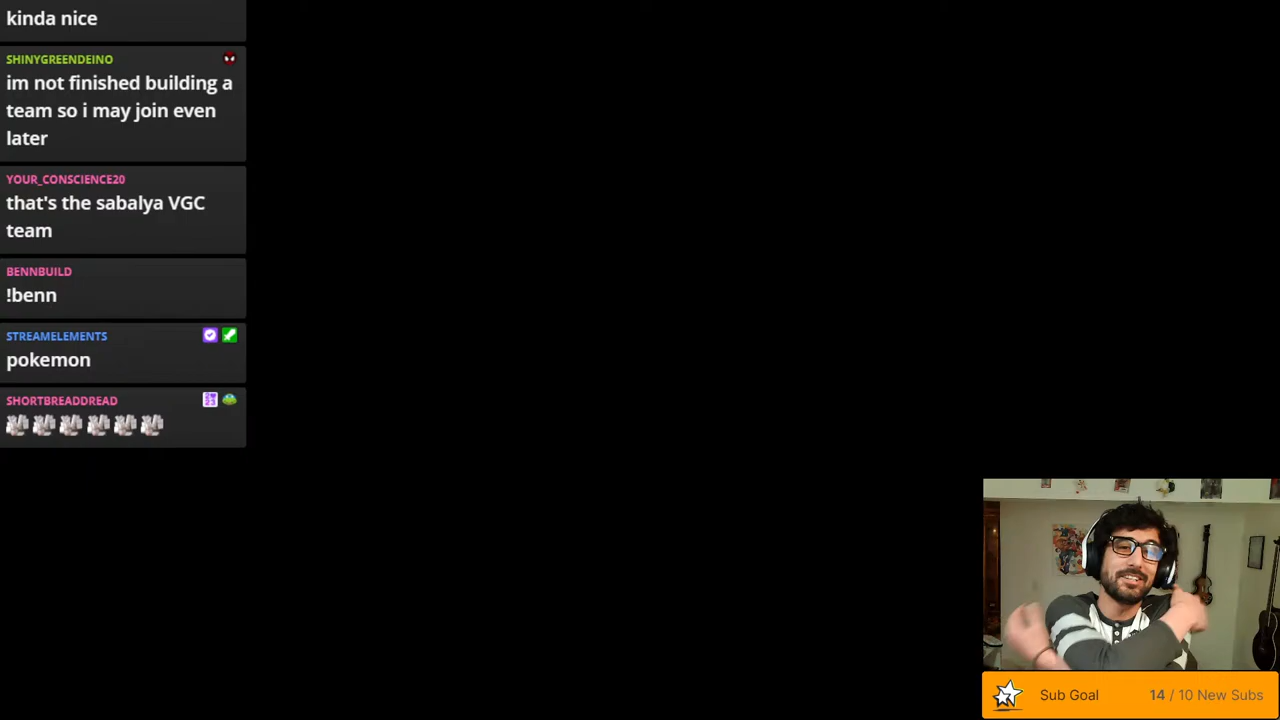 kinda nice
SHINYGREENDEINO
im not finished building a
team so i may join even
later
YOUR_CONSCIENCE20
that's the sabalya VGC
team
BENNBUILD
!benn
STREAMELEMENTS
pokemon
SHORTBREADDREAD
Sub Goal 14 / 10 New Subs